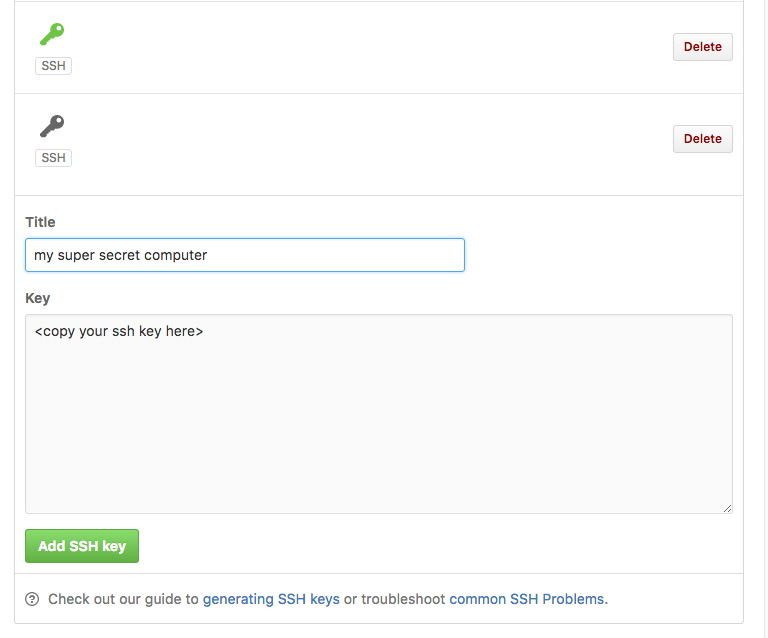 Delete
SSH
Delete
SSH
Title
my super secret computer
Key
<copy your ssh key here>
Add SSH key
Check out our guide to generating SSH keys or troubleshoot common SSH Problems.